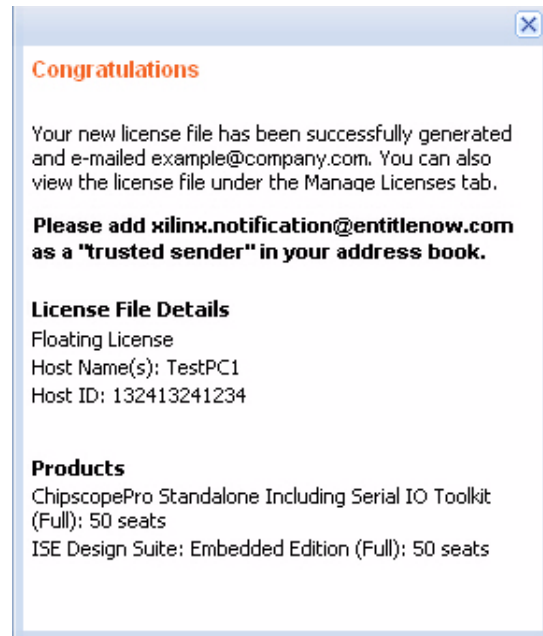 Congratulations
Your new license file has been successfully generated
and e-mailed example@company.com. You can also
view the license file under the Manage Licenses tab.
Please add xilinx.notification@entitlenow.com
as a "trusted sender" in your address book.
License File Details
Floating License
Host Name(s): TestPC1
Host ID: 132413241234
Products
ChipscopePro Standalone Including Serial IO Toolkit
(Full): 50 seats
ISE Design Suite: Embedded Edition (Full): 50 seats